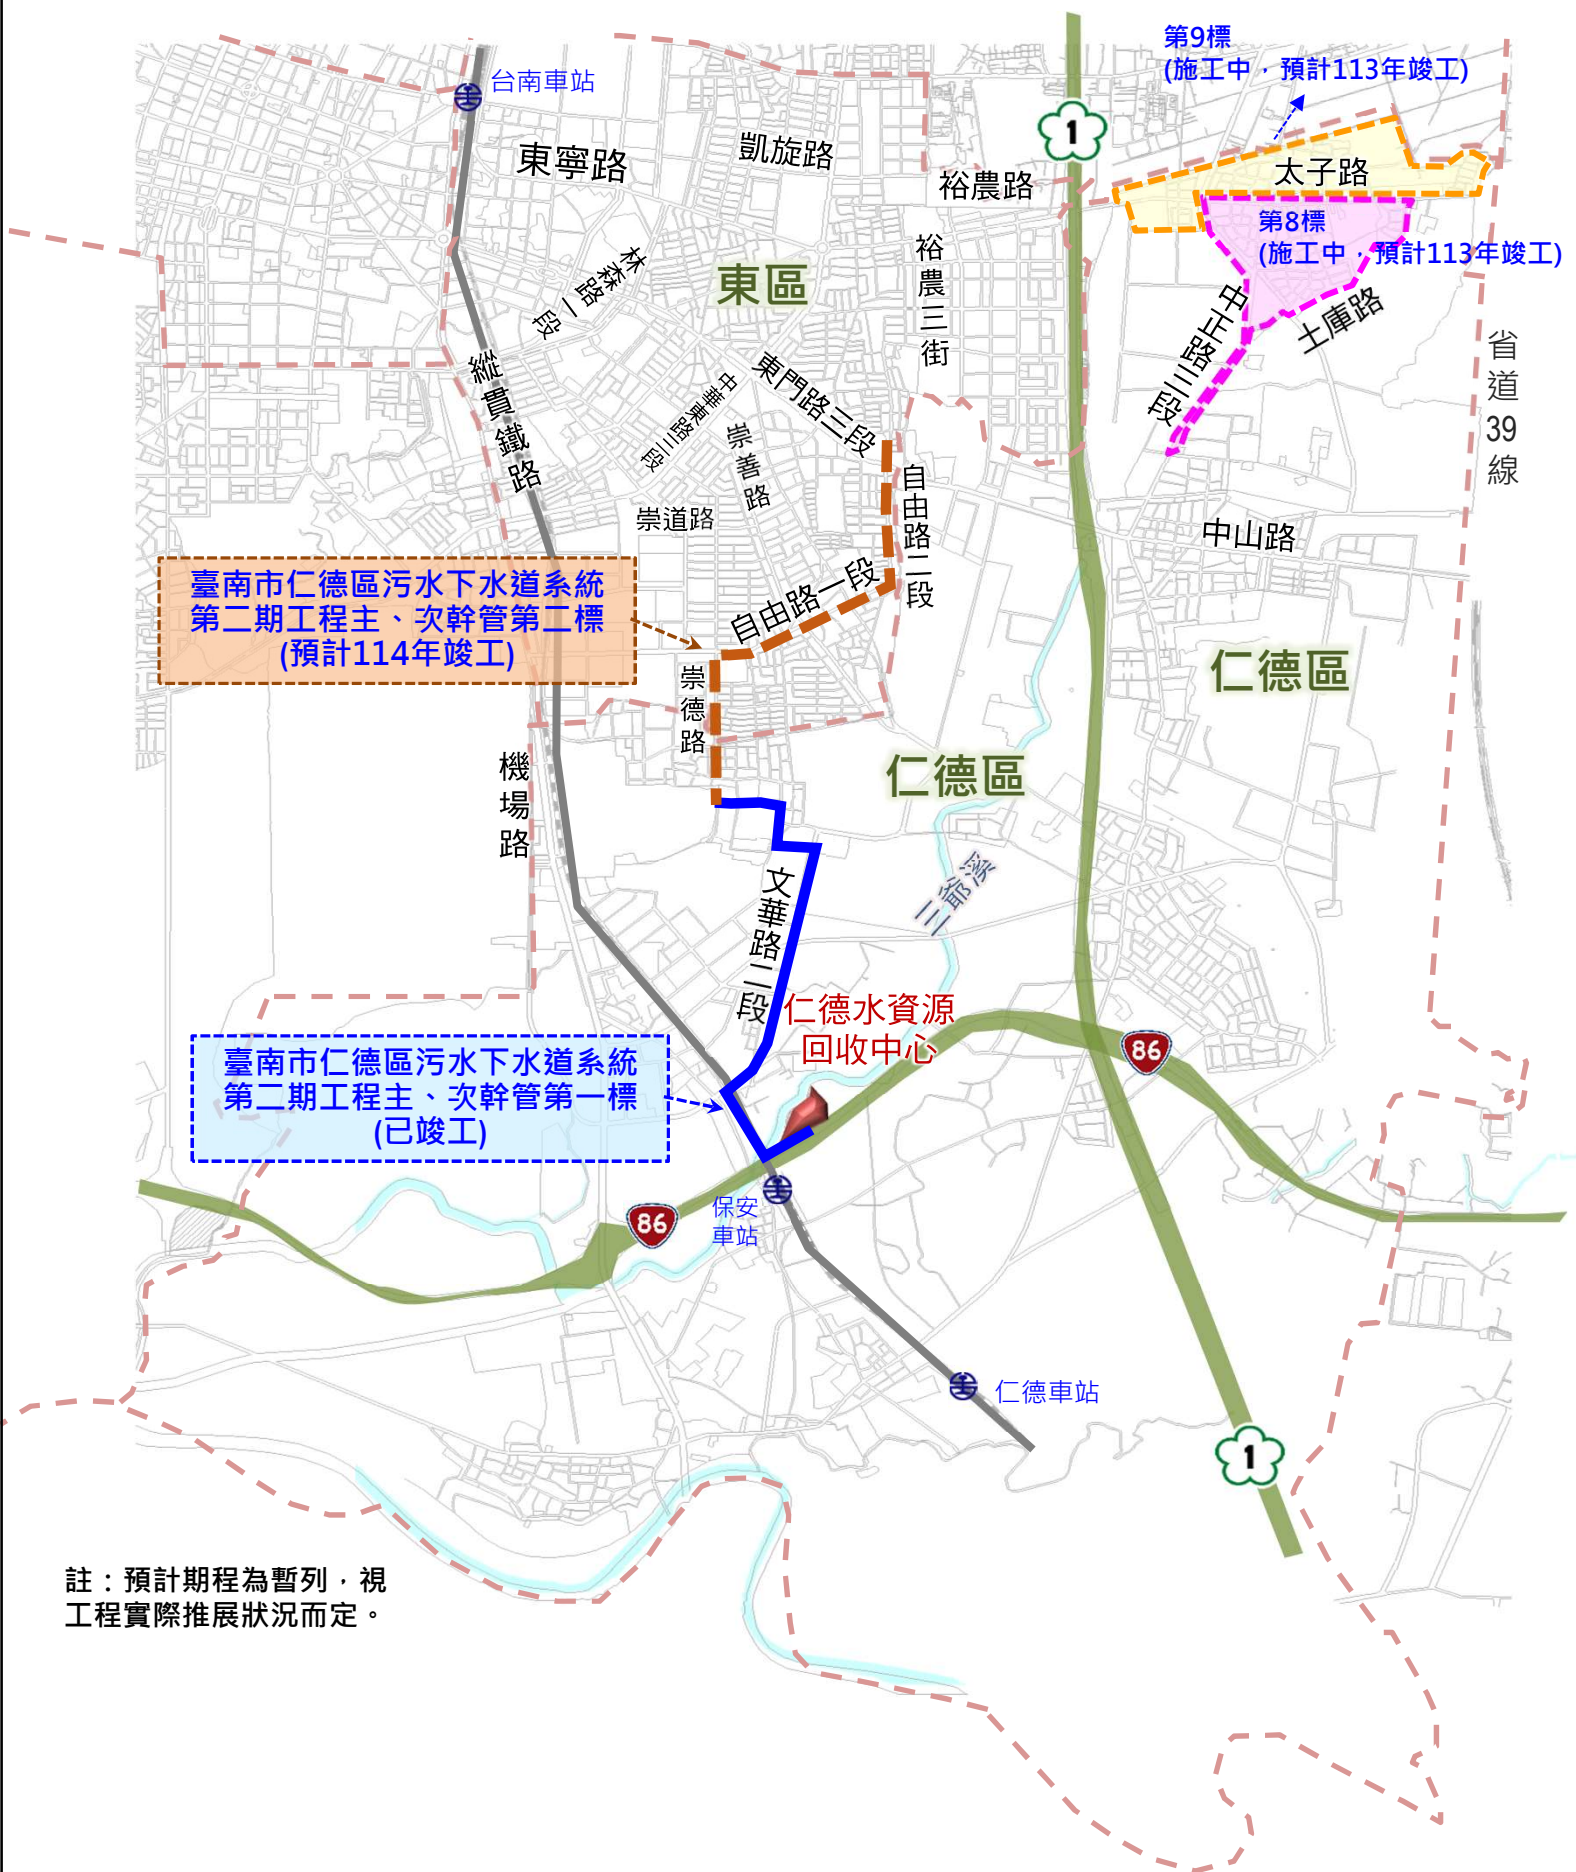 第9標
(施工中，預計113年竣工)
台南車站
1
東寧路
凱旋路
裕農路
太子路
第8標
(施工中，預計113年竣工)
林森路一段
東區
裕農三街
中正路三段
土庫路
省道39線
縱貫鐵路
中華東路三段
東門路三段
崇善路
自由路二段
崇道路
中山路
臺南市仁德區污水下水道系統
第二期工程主、次幹管第二標
(預計114年竣工)
自由路一段
崇德路
仁德區
機場路
仁德區
文華路二段
三爺溪
仁德水資源
回收中心
86
臺南市仁德區污水下水道系統
第二期工程主、次幹管第一標
(已竣工)
保安
車站
86
仁德車站
1
註：預計期程為暫列，視
工程實際推展狀況而定。